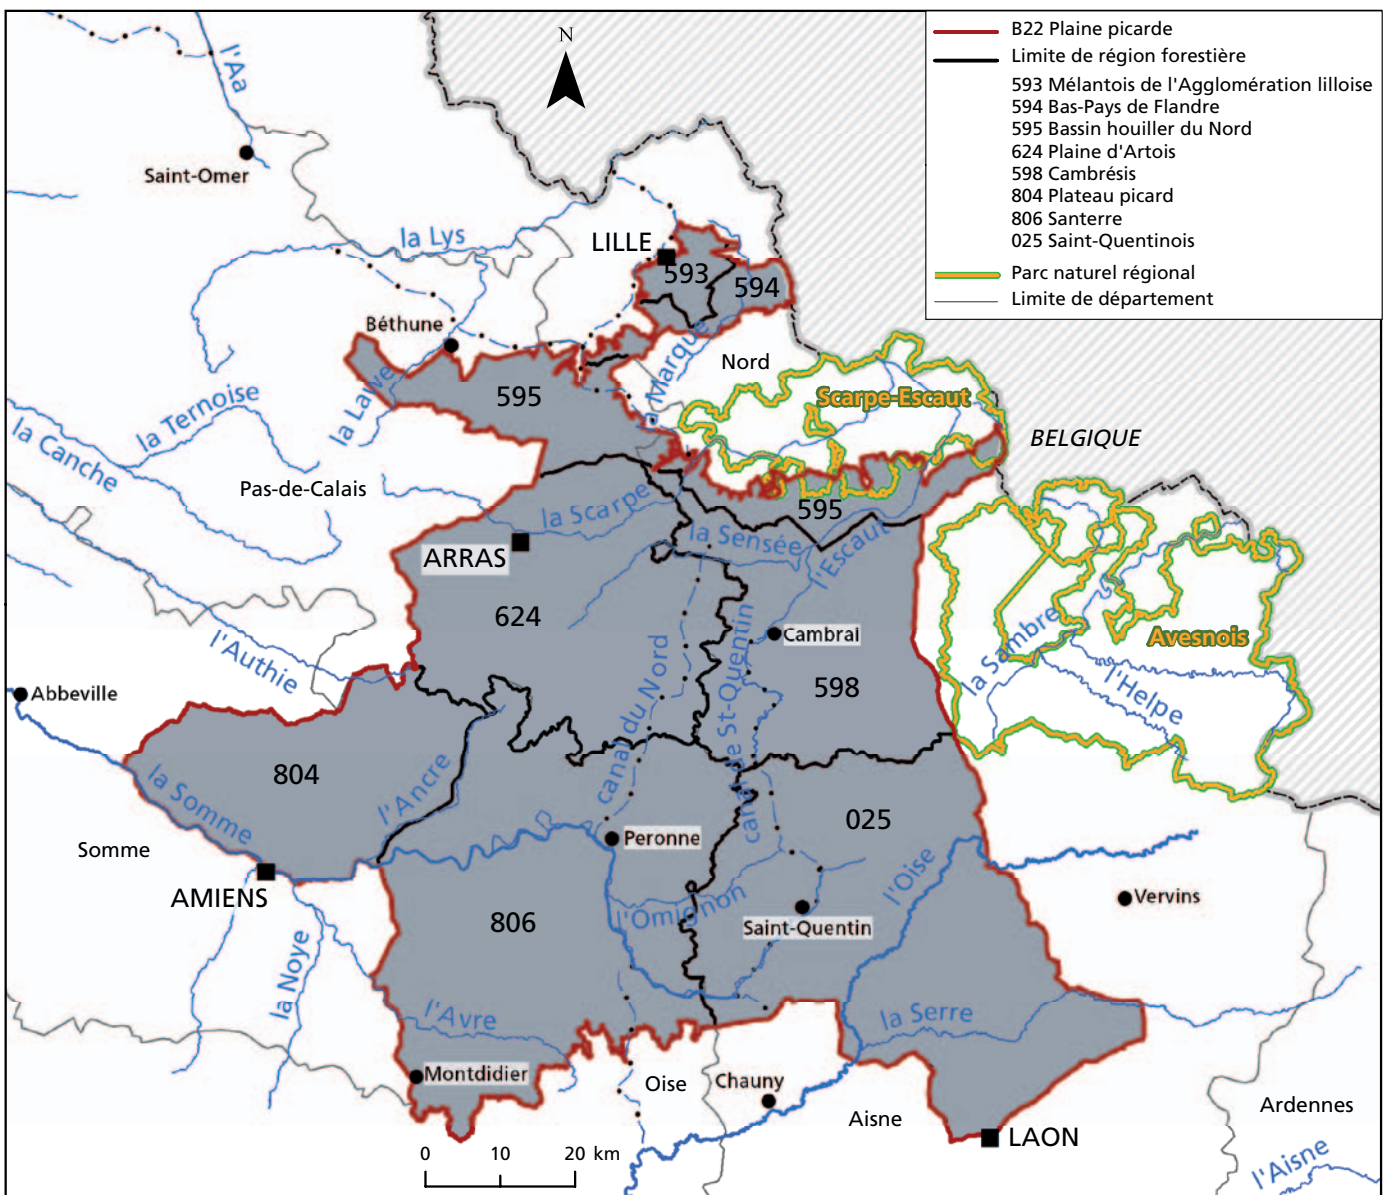 N
B22 Plaine picarde
Limite de région forestière
593 Mélantois de l'Agglomération lilloise
594 Bas-Pays de Flandre
595 Bassin houiller du Nord
624 Plaine d'Artois
598 Cambrésis
804 Plateau picard
806 Santerre
025 Saint-Quentinois
Parc naturel régional
Limite de département
l'Aa
Saint-Omer
la Lys
LILLE
593
594
Béthune
la Marque
Nord
595
la Lawe
Scarpe-Escaut
la Ternoise
la Canche
BELGIQUE
Pas-de-Calais
la Scarpe
595
la Sensée
l'Escaut
ARRAS
624
Cambrai
l'Authie
la Sambre
Avesnois
l'Helpe
Abbeville
canal du Nord
canal de St-Quentin
598
804
la Somme
l'Ancre
025
Peronne
Somme
l'Oise
AMIENS
Vervins
l'Omignon
806
Saint-Quentin
la Noye
l'Avre
la Serre
Montdidier
Oise
Chauny
Aisne
Ardennes
LAON
0 10 20 km
l'Aisne